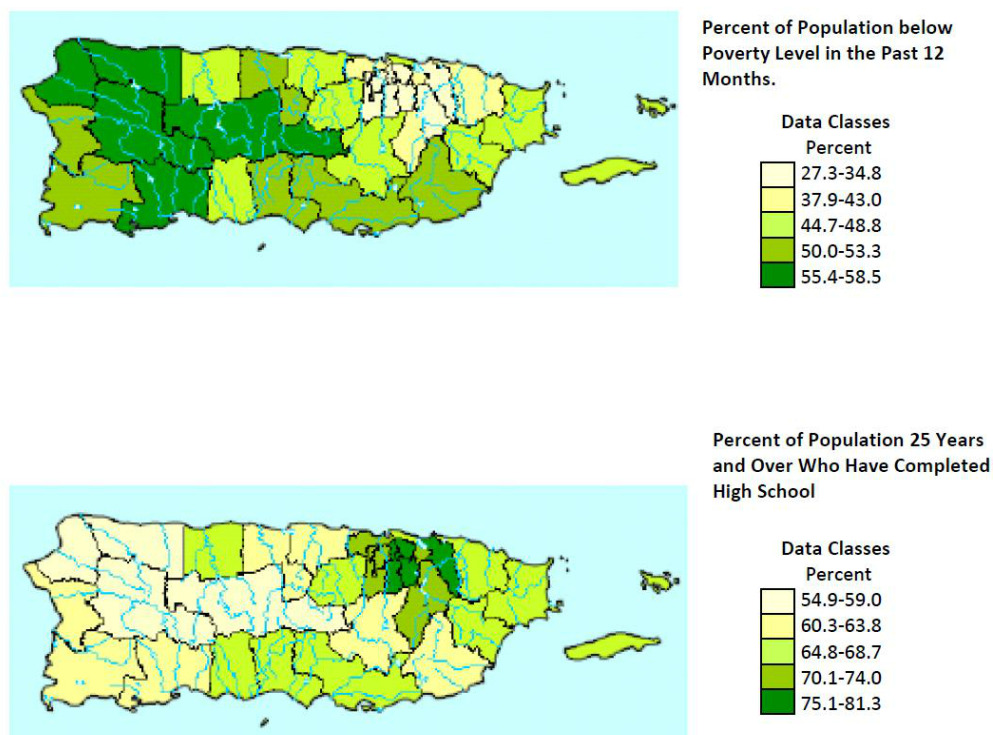 Percent of Population below
Poverty Level in the Past 12
Months.
Data Classes
Percent
27.3-34.8
37.9-43.0
44.7-48.8
50.0-53.3
55.4-58.5
Percent of Population 25 Years
and Over Who Have Completed
High School
Data Classes
Percent
54.9-59.0
60.3-63.8
64.8-68.7
70.1-74.0
75.1-81.3